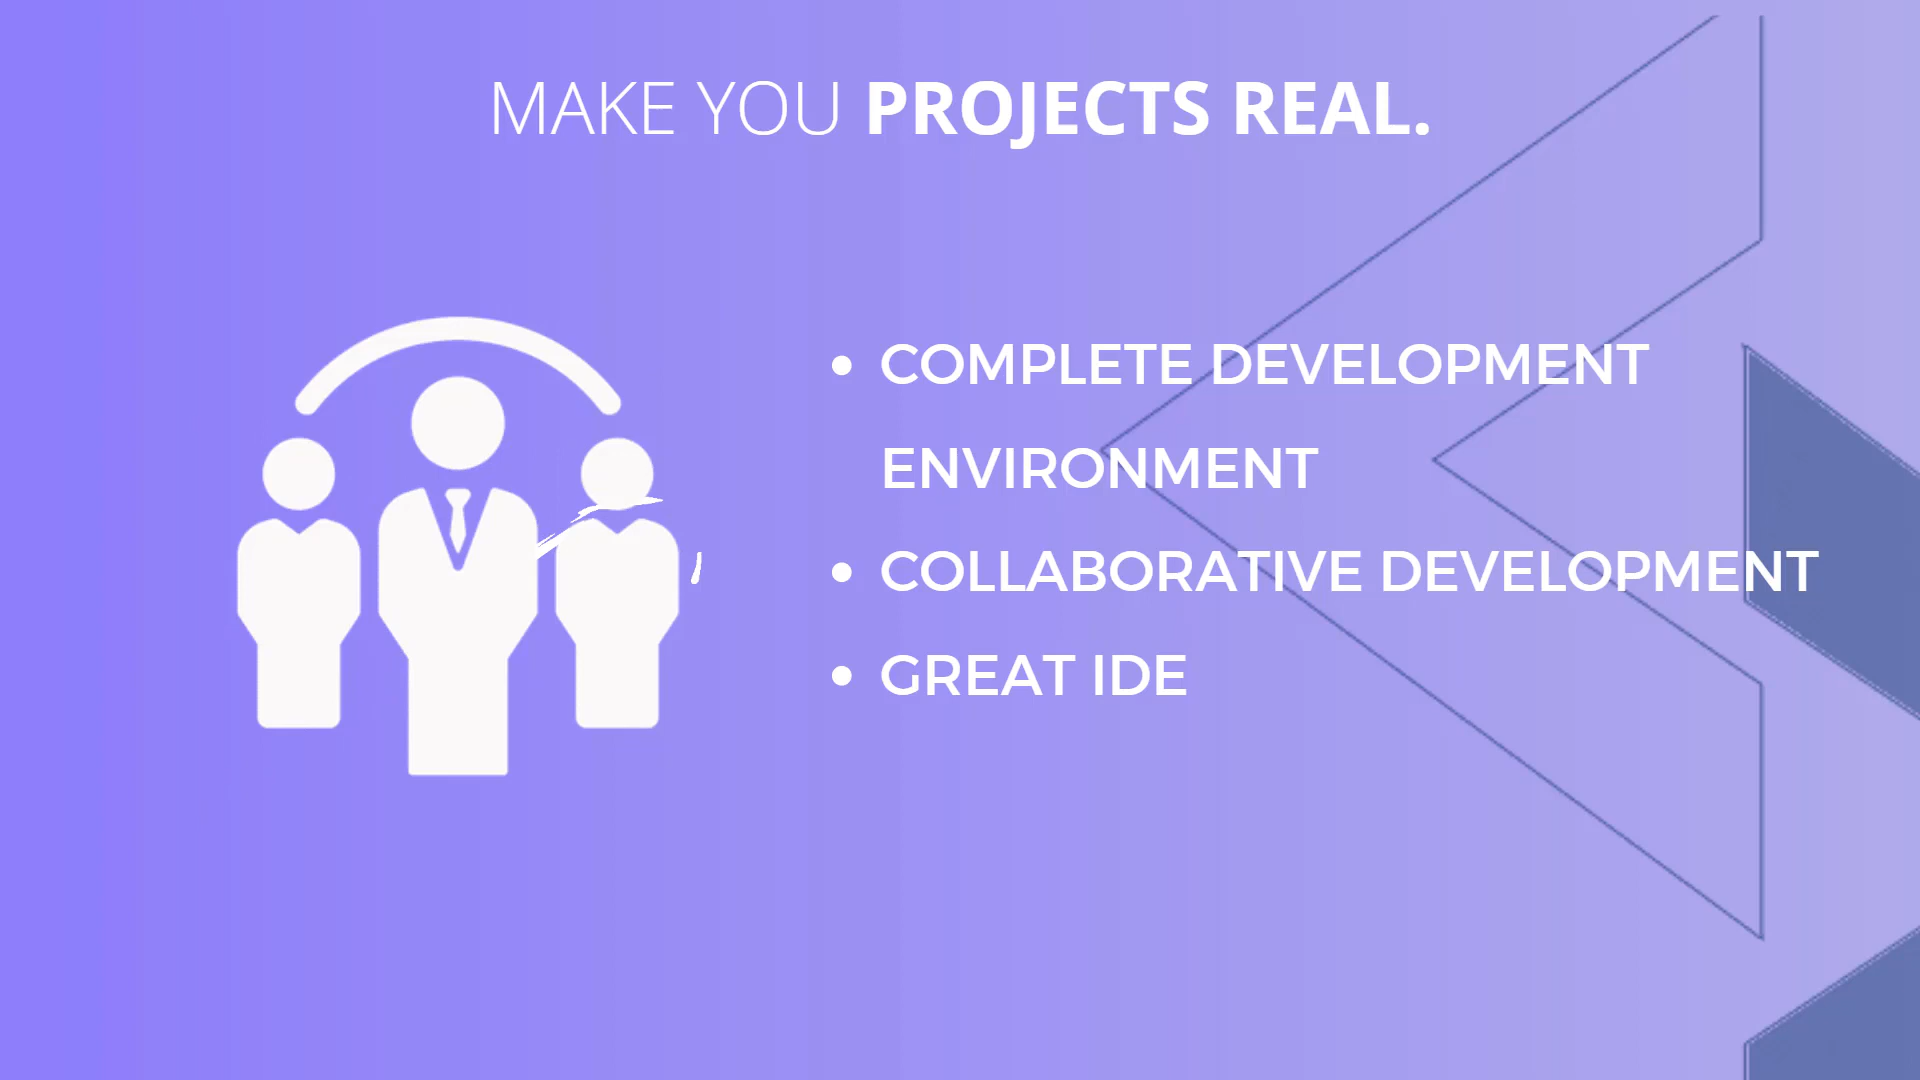 MAKE YOU PROJECTS REAL.
• COMPLETE DEVELOPMENT
ENVIRONMENT
• COLLABORATIVE DEVELOPMENT
• GREAT IDE